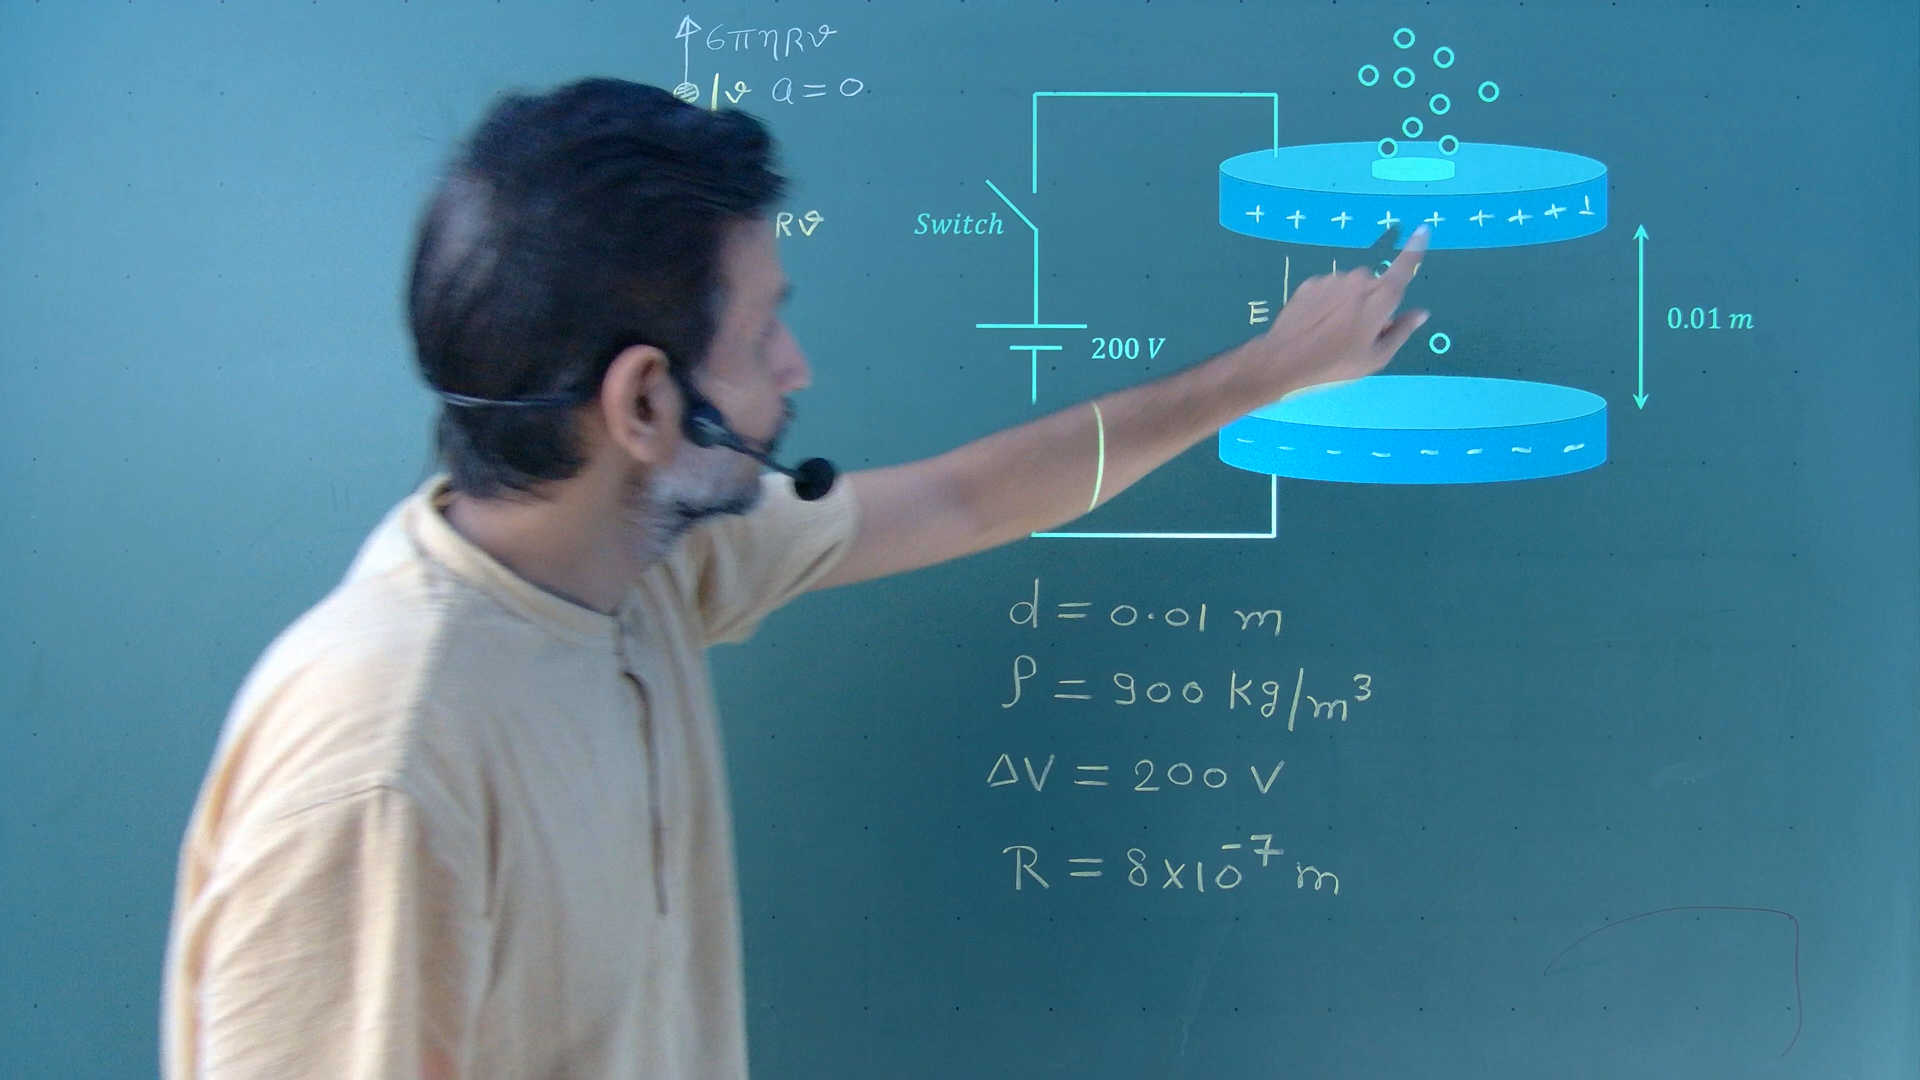 6πηRv
v a = 0
Rv
Switch
+ + + + + + + +
E
0.01 m
200 V
− − − − − − − −
d = 0.01 m
ρ = 900 kg/m³
ΔV = 200 V
R = 8×10⁻⁷ m